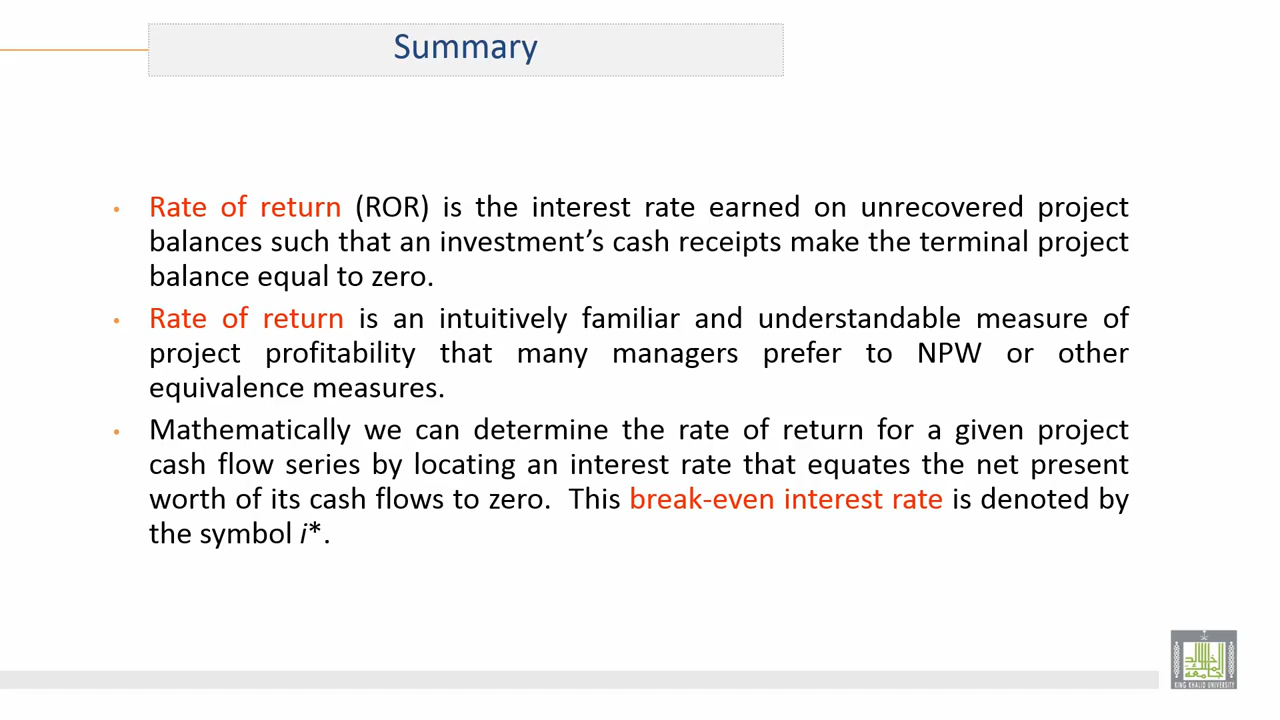 Summary
• Rate of return (ROR) is the interest rate earned on unrecovered project
balances such that an investment’s cash receipts make the terminal project
balance equal to zero.
• Rate of return is an intuitively familiar and understandable measure of
project profitability that many managers prefer to NPW or other
equivalence measures.
• Mathematically we can determine the rate of return for a given project
cash flow series by locating an interest rate that equates the net present
worth of its cash flows to zero. This break-even interest rate is denoted by
the symbol i*.
KING KHALID UNIVERSITY